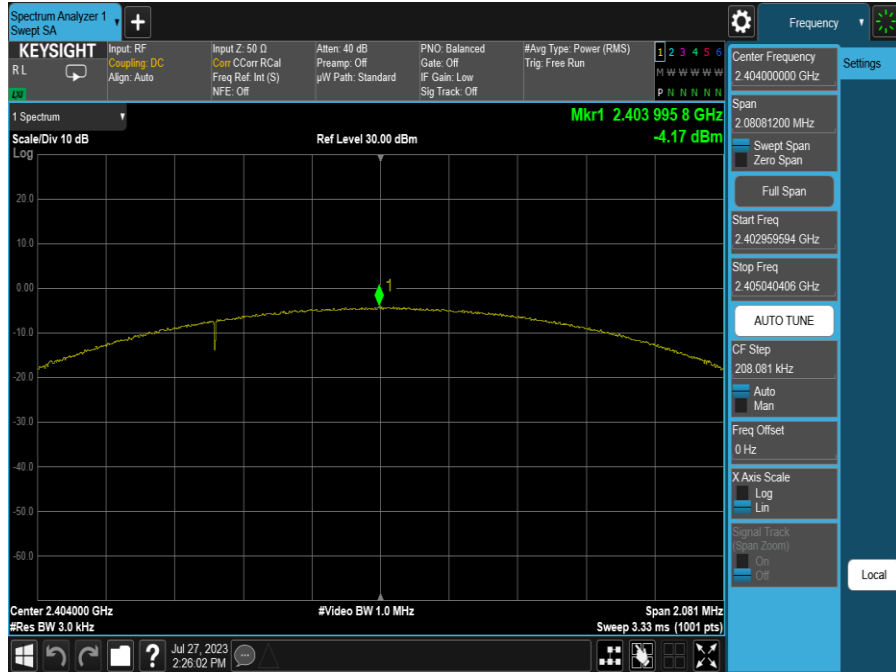 Spectrum Analyzer 1
Swept SA
Frequency
KEYSIGHT
R L
LXI
Input: RF
Coupling: DC
Align: Auto
Input Z: 50 Ω
Corr CCorr RCal
Freq Ref: Int (S)
NFE: Off
Atten: 40 dB
Preamp: Off
µW Path: Standard
PNO: Balanced
Gate: Off
IF Gain: Low
Sig Track: Off
#Avg Type: Power (RMS)
Trig: Free Run
1 2 3 4 5 6
M W W W W W
P N N N N N
1 Spectrum
Scale/Div 10 dB
Log
Ref Level 30.00 dBm
Mkr1 2.403 995 8 GHz
-4.17 dBm
20.0
10.0
0.00
-10.0
-20.0
-30.0
-40.0
-50.0
-60.0
1
Center 2.404000 GHz
#Res BW 3.0 kHz
#Video BW 1.0 MHz
Span 2.081 MHz
Sweep 3.33 ms (1001 pts)
Center Frequency
2.404000000 GHz
Settings
Span
2.08081200 MHz
Swept Span
Zero Span
Full Span
Start Freq
2.402959594 GHz
Stop Freq
2.405040406 GHz
AUTO TUNE
CF Step
208.081 kHz
Auto
Man
Freq Offset
0 Hz
X Axis Scale
Log
Lin
Signal Track
(Span Zoom)
On
Off
Local
?
Jul 27, 2023
2:26:02 PM